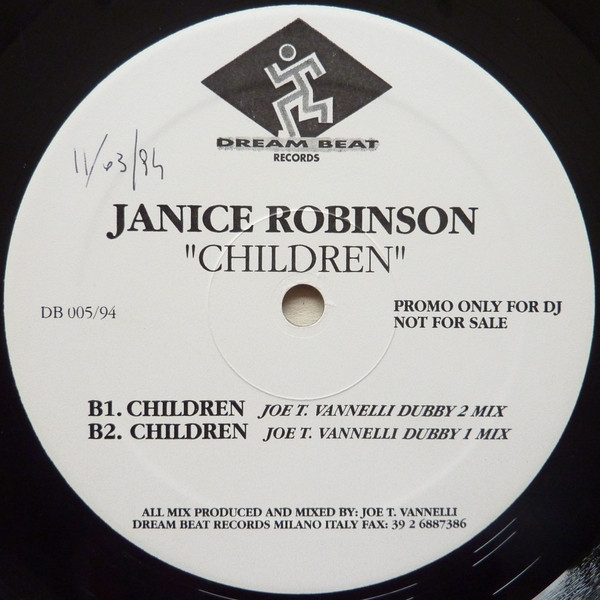 DREAM BEAT
RECORDS
11/03/94
JANICE ROBINSON
"CHILDREN"
DB 005/94
PROMO ONLY FOR DJ
NOT FOR SALE
B1. CHILDREN JOE T. VANNELLI DUBBY 2 MIX
B2. CHILDREN JOE T. VANNELLI DUBBY 1 MIX
ALL MIX PRODUCED AND MIXED BY: JOE T. VANNELLI
DREAM BEAT RECORDS MILANO ITALY FAX: 39 2 6887386